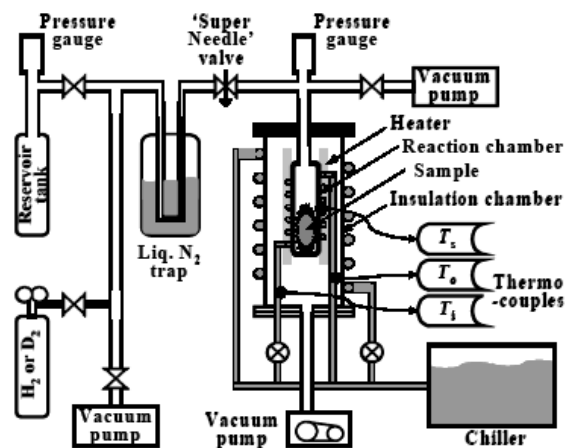 Pressure
gauge
'Super
Needle'
valve
Pressure
gauge
Vacuum
pump
Heater
Reaction chamber
Sample
Insulation chamber
Reservoir
tank
Liq. N₂
trap
Tₛ
Tₒ
Tᵢ
Thermo
-couples
H₂ or D₂
Vacuum
pump
Vacuum
pump
Chiller